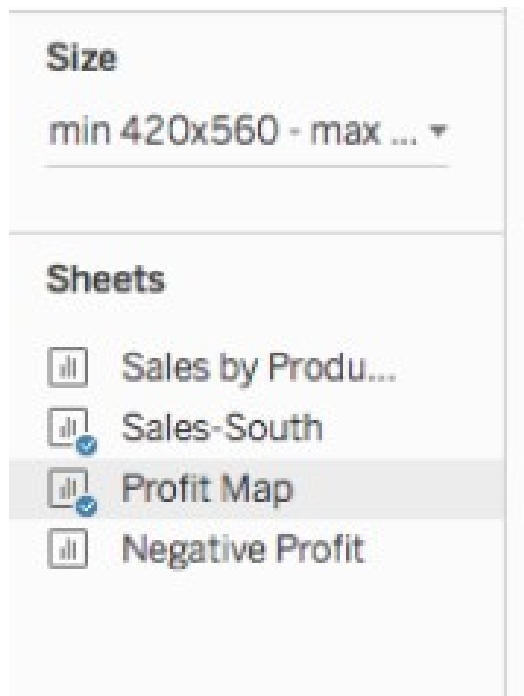 Size
min 420x560 - max ...
Sheets
Sales by Produ...
Sales-South
Profit Map
Negative Profit